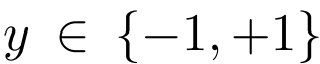 y ∈ {−1, +1}